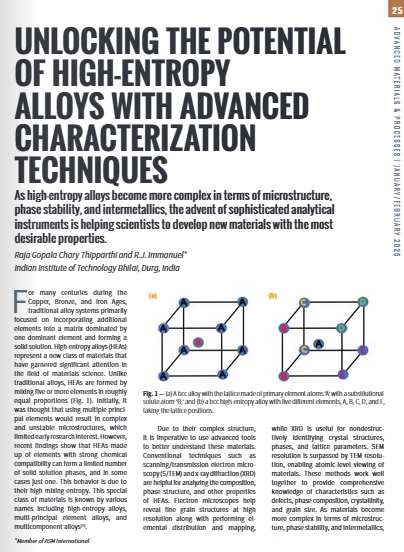 25
ADVANCED MATERIALS & PROCESSES | JANUARY/FEBRUARY 2025
UNLOCKING THE POTENTIAL
OF HIGH-ENTROPY
ALLOYS WITH ADVANCED
CHARACTERIZATION
TECHNIQUES
As high-entropy alloys become more complex in terms of microstructure,
phase stability, and intermetallics, the advent of sophisticated analytical
instruments is helping scientists to develop new materials with the most
desirable properties.
Raja Gopala Chary Thipparthi and R.J. Immanuel*
Indian Institute of Technology Bhilai, Durg, India
For many centuries during the
Copper, Bronze, and Iron Ages,
traditional alloy systems primarily
focused on incorporating additional
elements into a matrix dominated by
one dominant element and forming a
solid solution. High-entropy alloys (HEAs)
represent a new class of materials that
have garnered significant attention in
the field of materials science. Unlike
traditional alloys, HEAs are formed by
mixing five or more elements in roughly
equal proportions (Fig. 1). Initially, it
was thought that using multiple princi-
pal elements would result in complex
and unstable microstructures, which
limited early research interest. However,
recent findings show that HEAs made
up of elements with strong chemical
compatibility can form a limited number
of solid solution phases, and in some
cases just one. This behavior is due to
their high mixing entropy. This special
class of materials is known by various
names including high-entropy alloys,
multi-principal element alloys, and
multicomponent alloys
*Member of ASM International
(a)
A A
A A
B
A A
A A
(b)
C D
B D
A
C E
B E
Fig. 1 — (a) A bcc alloy with the lattice made of primary element atoms 'A' with a substitutional
solute atom 'B;' and (b) a bcc high-entropy alloy with five different elements, A, B, C, D, and E,
taking the lattice positions.
Due to their complex structure,
it is imperative to use advanced tools
to better understand these materials.
Conventional techniques such as
scanning/transmission electron micro-
scopy (S/TEM) and x-ray diffraction (XRD)
are helpful for analyzing the composition,
phase structure, and other properties
of HEAs. Electron microscopes help
reveal fine grain structures at high
resolution along with performing el-
emental distribution and mapping,
while XRD is useful for nondestruc-
tively identifying crystal structures,
phases, and lattice parameters. SEM
resolution is surpassed by TEM resolu-
tion, enabling atomic-level viewing of
materials. These methods work well
together to provide comprehensive
knowledge of characteristics such as
defects, phase composition, crystallinity,
and grain size. As materials become
more complex in terms of microstruc-
ture, phase stability, and intermetallics,